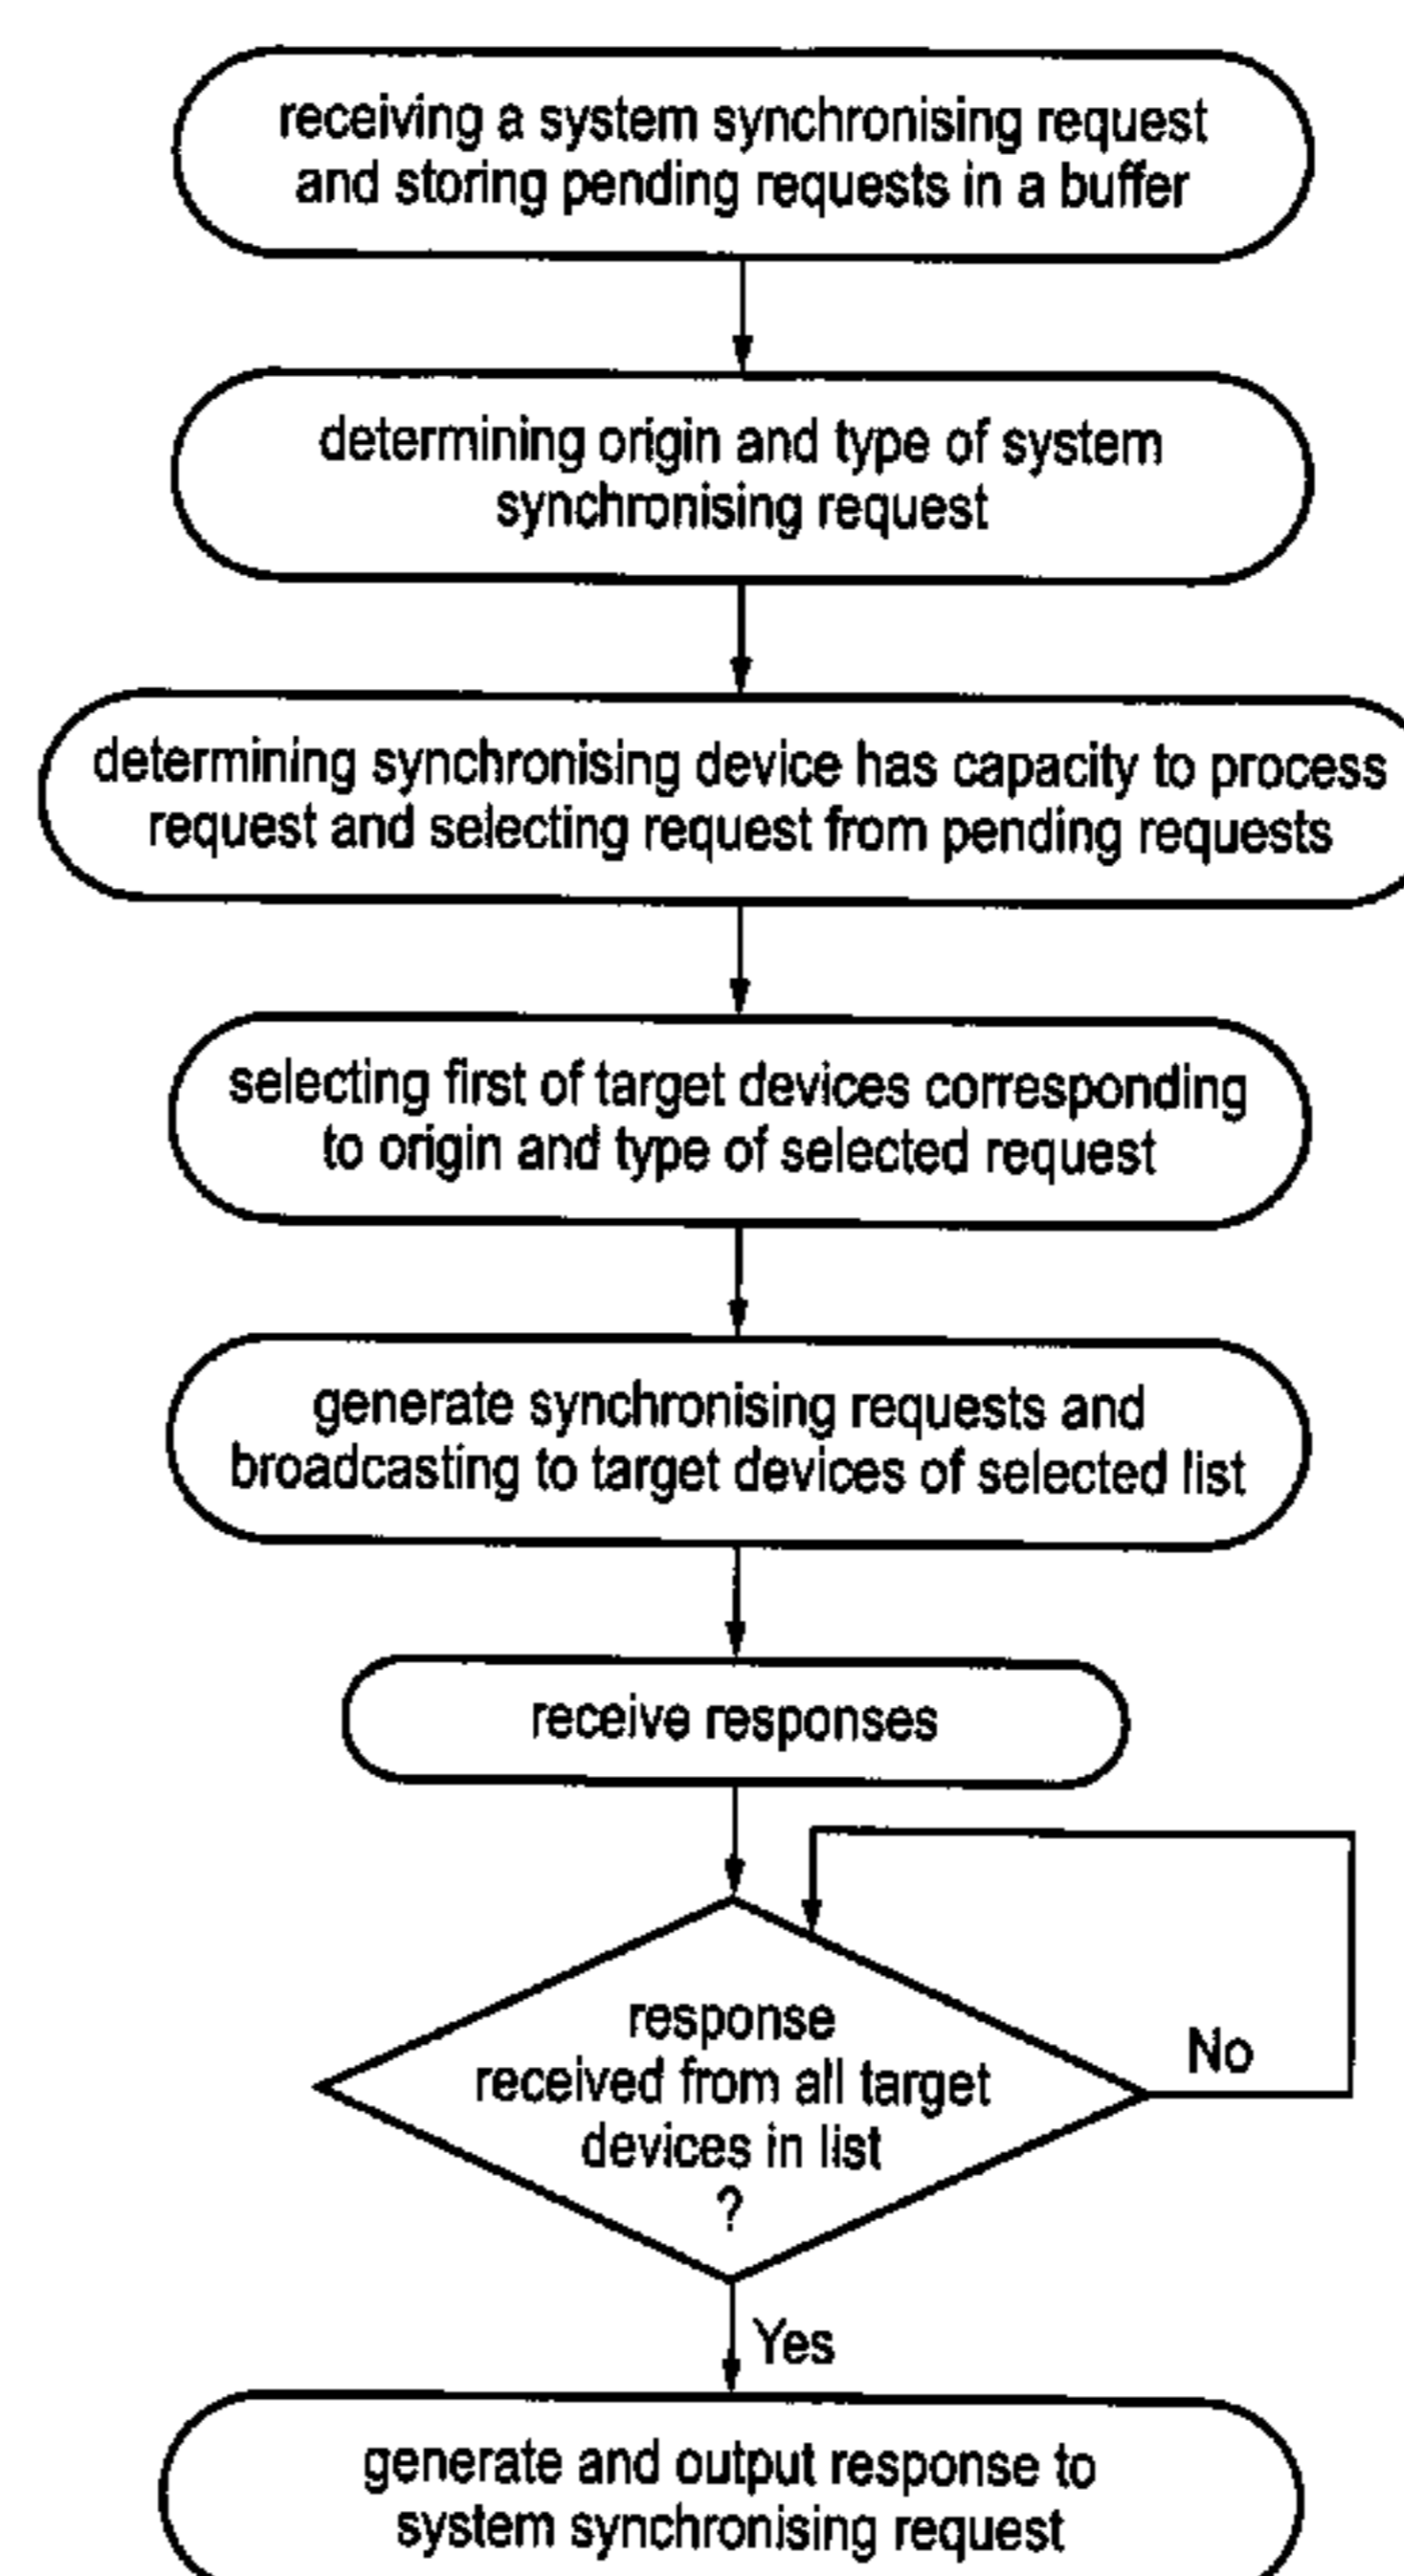 receiving a system synchronising request
and storing pending requests in a buffer
determining origin and type of system
synchronising request
determining synchronising device has capacity to process
request and selecting request from pending requests
selecting first of target devices corresponding
to origin and type of selected request
generate synchronising requests and
broadcasting to target devices of selected list
receive responses
response
received from all target
devices in list
?
No
Yes
generate and output response to
system synchronising request